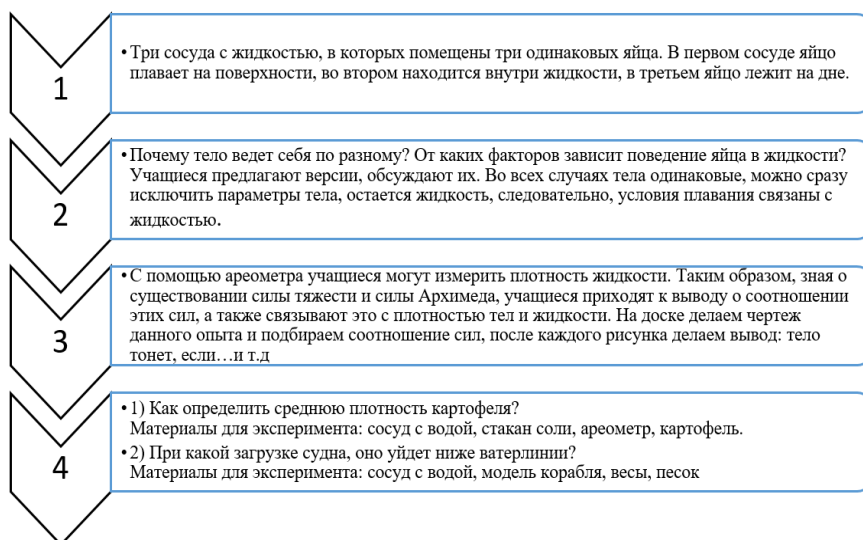 1
• Три сосуда с жидкостью, в которых помещены три одинаковых яйца. В первом сосуде яйцо
плавает на поверхности, во втором находится внутри жидкости, в третьем яйцо лежит на дне.
2
• Почему тело ведет себя по разному? От каких факторов зависит поведение яйца в жидкости?
Учащиеся предлагают версии, обсуждают их. Во всех случаях тела одинаковые, можно сразу
исключить параметры тела, остается жидкость, следовательно, условия плавания связаны с
жидкостью.
3
• С помощью ареометра учащиеся могут измерить плотность жидкости. Таким образом, зная о
существовании силы тяжести и силы Архимеда, учащиеся приходят к выводу о соотношении
этих сил, а также связывают это с плотностью тел и жидкости. На доске делаем чертеж
данного опыта и подбираем соотношение сил, после каждого рисунка делаем вывод: тело
тонет, если…и т.д
4
• 1) Как определить среднюю плотность картофеля?
Материалы для эксперимента: сосуд с водой, стакан соли, ареометр, картофель.
• 2) При какой загрузке судна, оно уйдет ниже ватерлинии?
Материалы для эксперимента: сосуд с водой, модель корабля, весы, песок